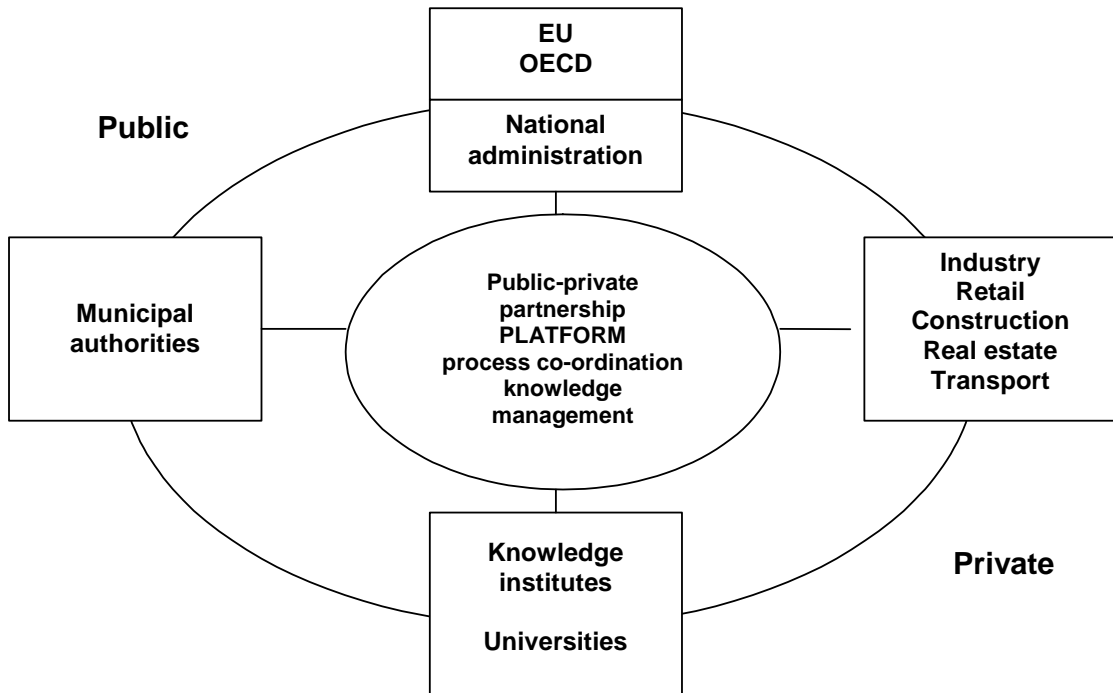 EU
OECD
Public
National
administration
Municipal
authorities
Public-private
partnership
PLATFORM
process co-ordination
knowledge
management
Industry
Retail
Construction
Real estate
Transport
Knowledge
institutes
Universities
Private